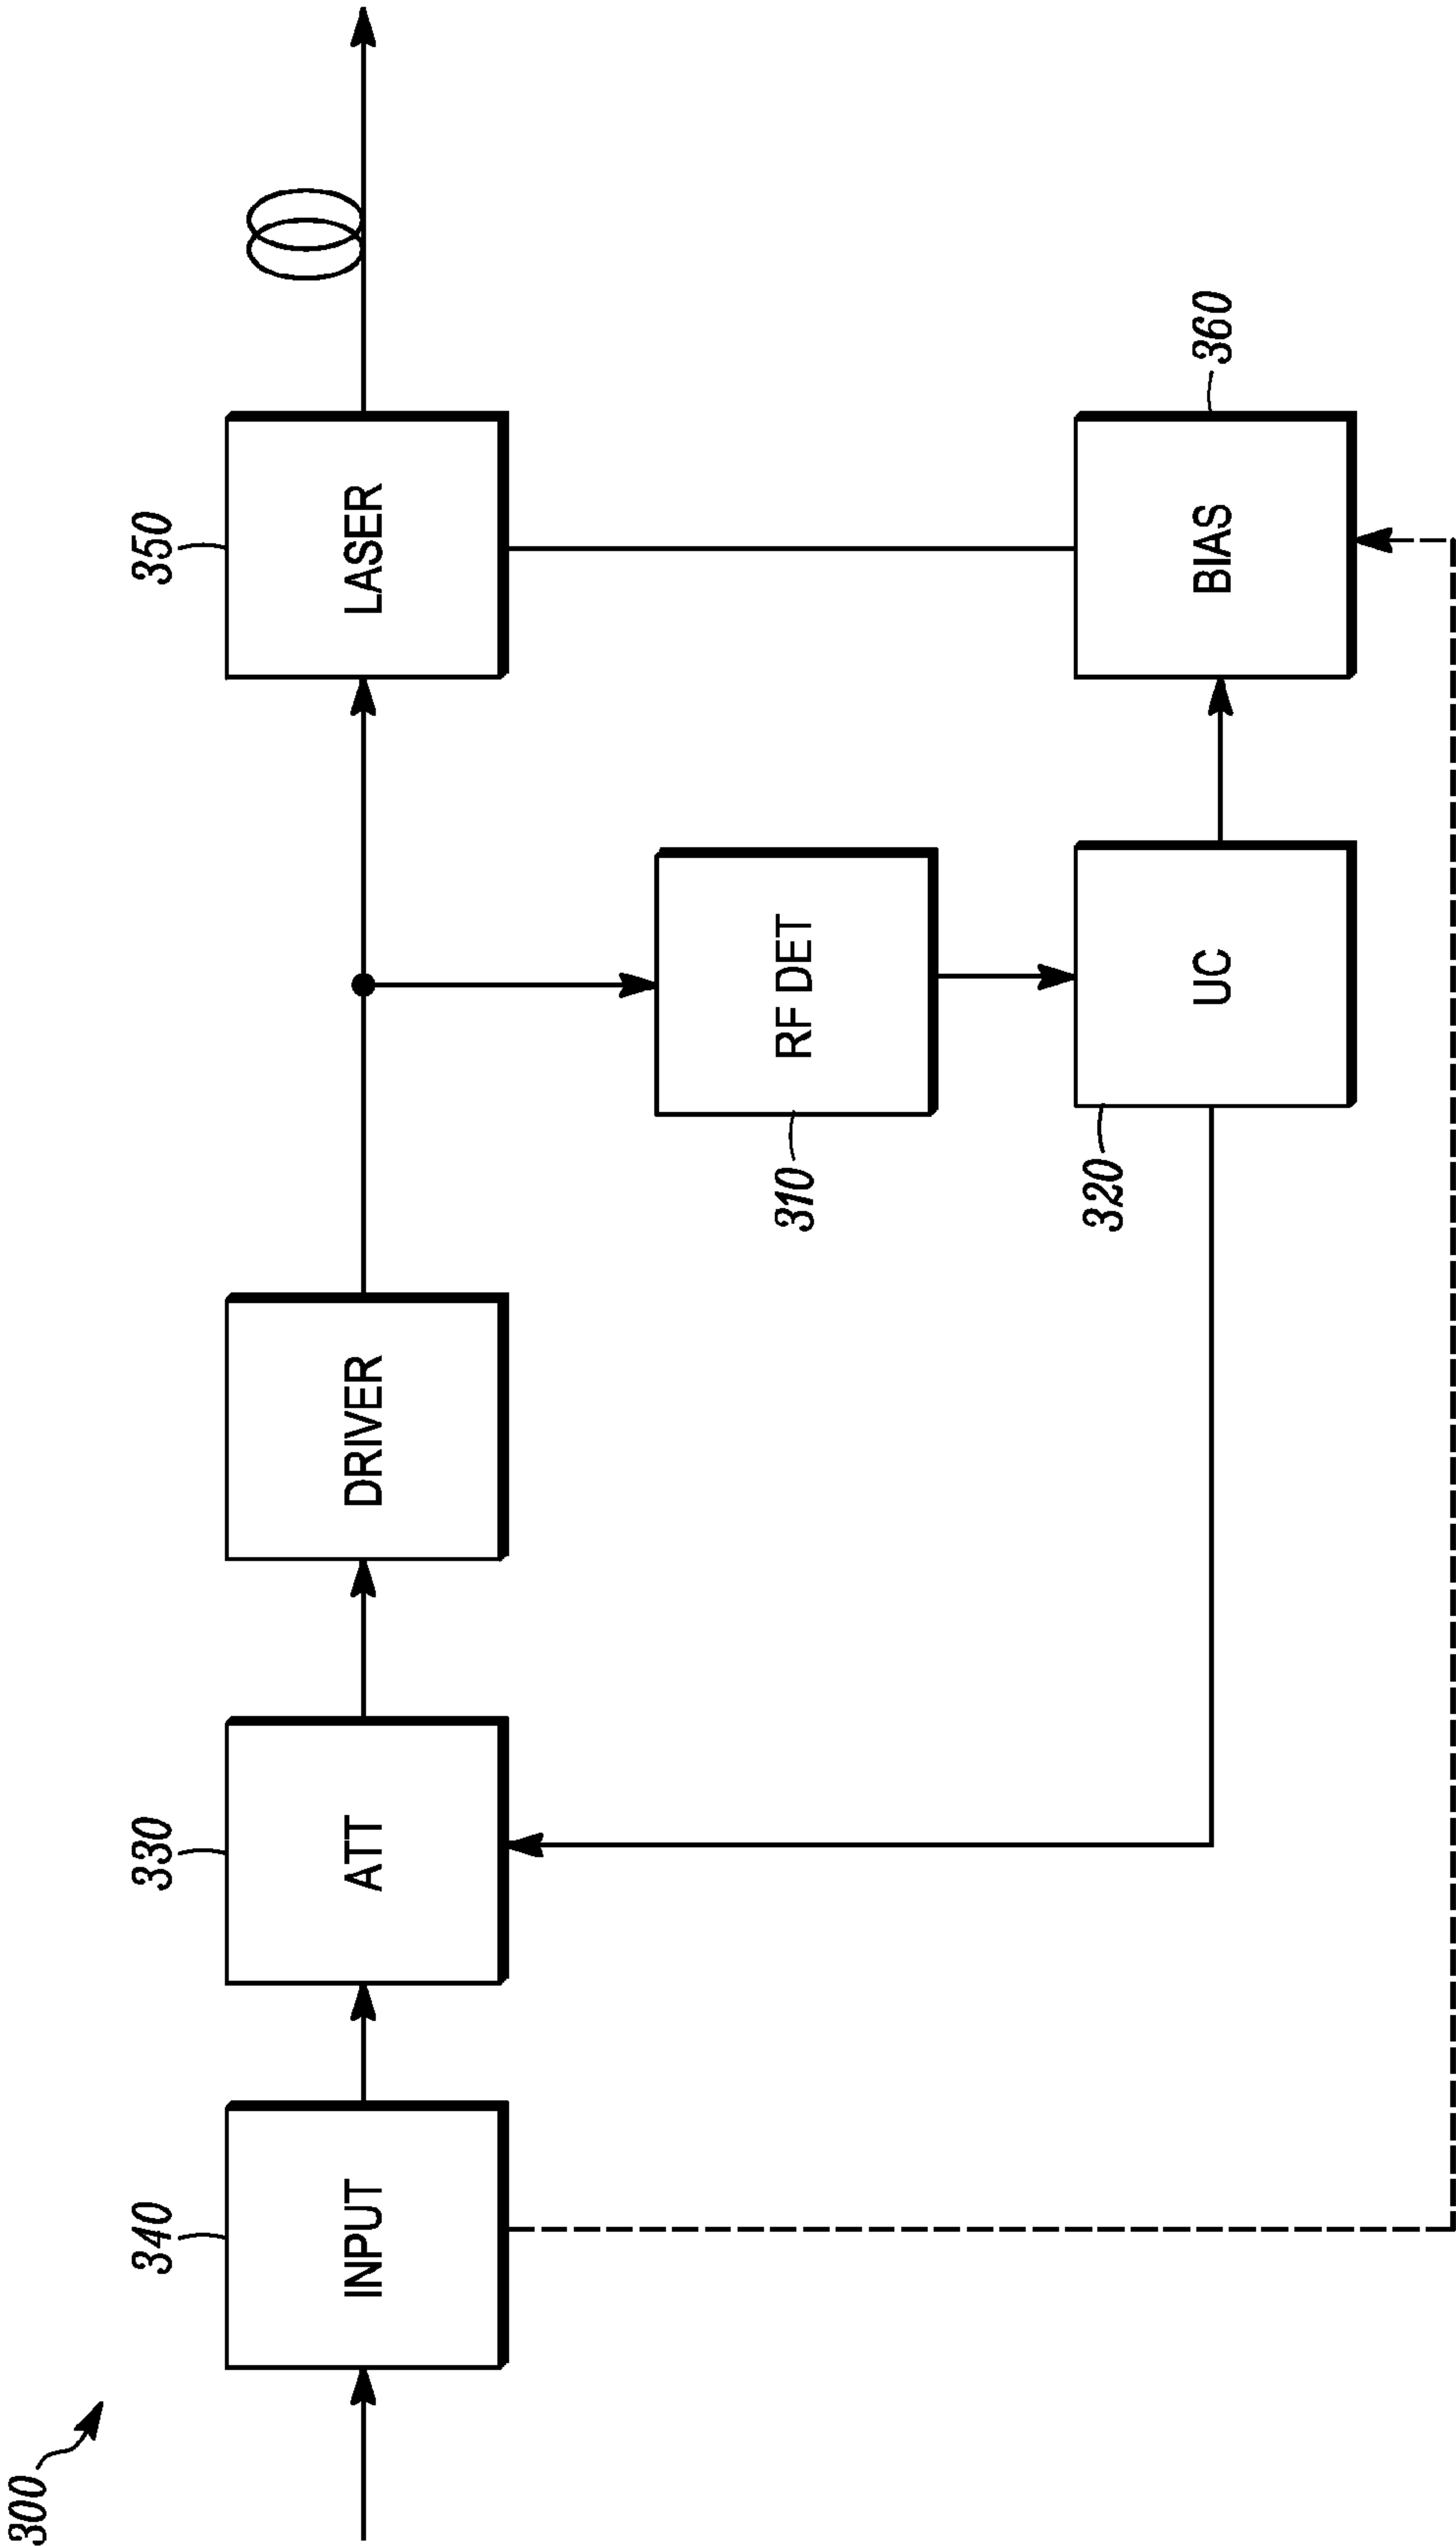 300
340
INPUT
330
ATT
DRIVER
350
LASER
310
RF DET
320
UC
360
BIAS